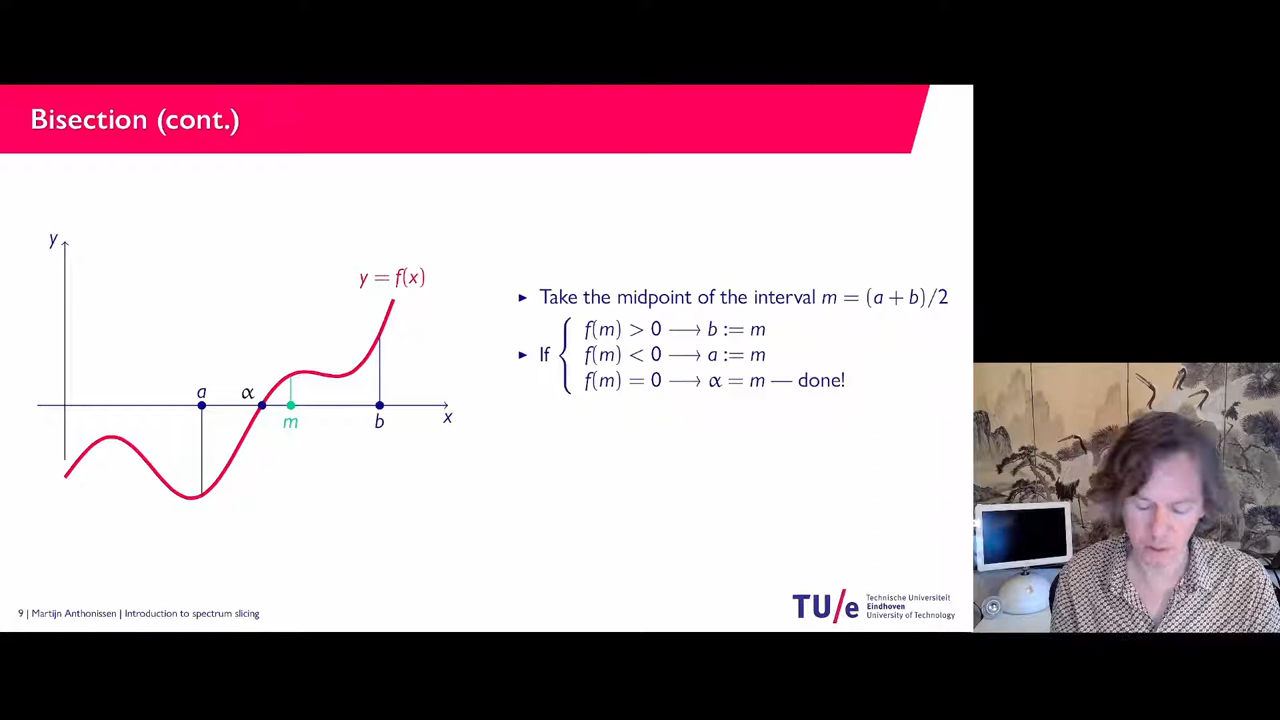 Bisection (cont.)
y
y = f(x)
a
α
m
b
x
▸ Take the midpoint of the interval m = (a + b)/2
▸ If { f(m) > 0 ⟶ b := m
f(m) < 0 ⟶ a := m
f(m) = 0 ⟶ α = m — done!
9 | Martijn Anthonissen | Introduction to spectrum slicing
TU/e
Technische Universiteit
Eindhoven
University of Technology